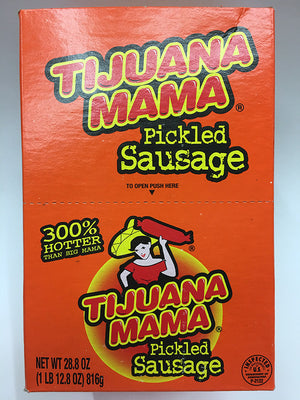 TIJUANA
MAMA®
Pickled
Sausage
TO OPEN PUSH HERE
300%
HOTTER
THAN BIG MAMA
®
TIJUANA
MAMA®
Pickled
Sausage
NET WT 28.8 OZ
(1 LB 12.8 OZ) 816g
INSPECTED
U.S.